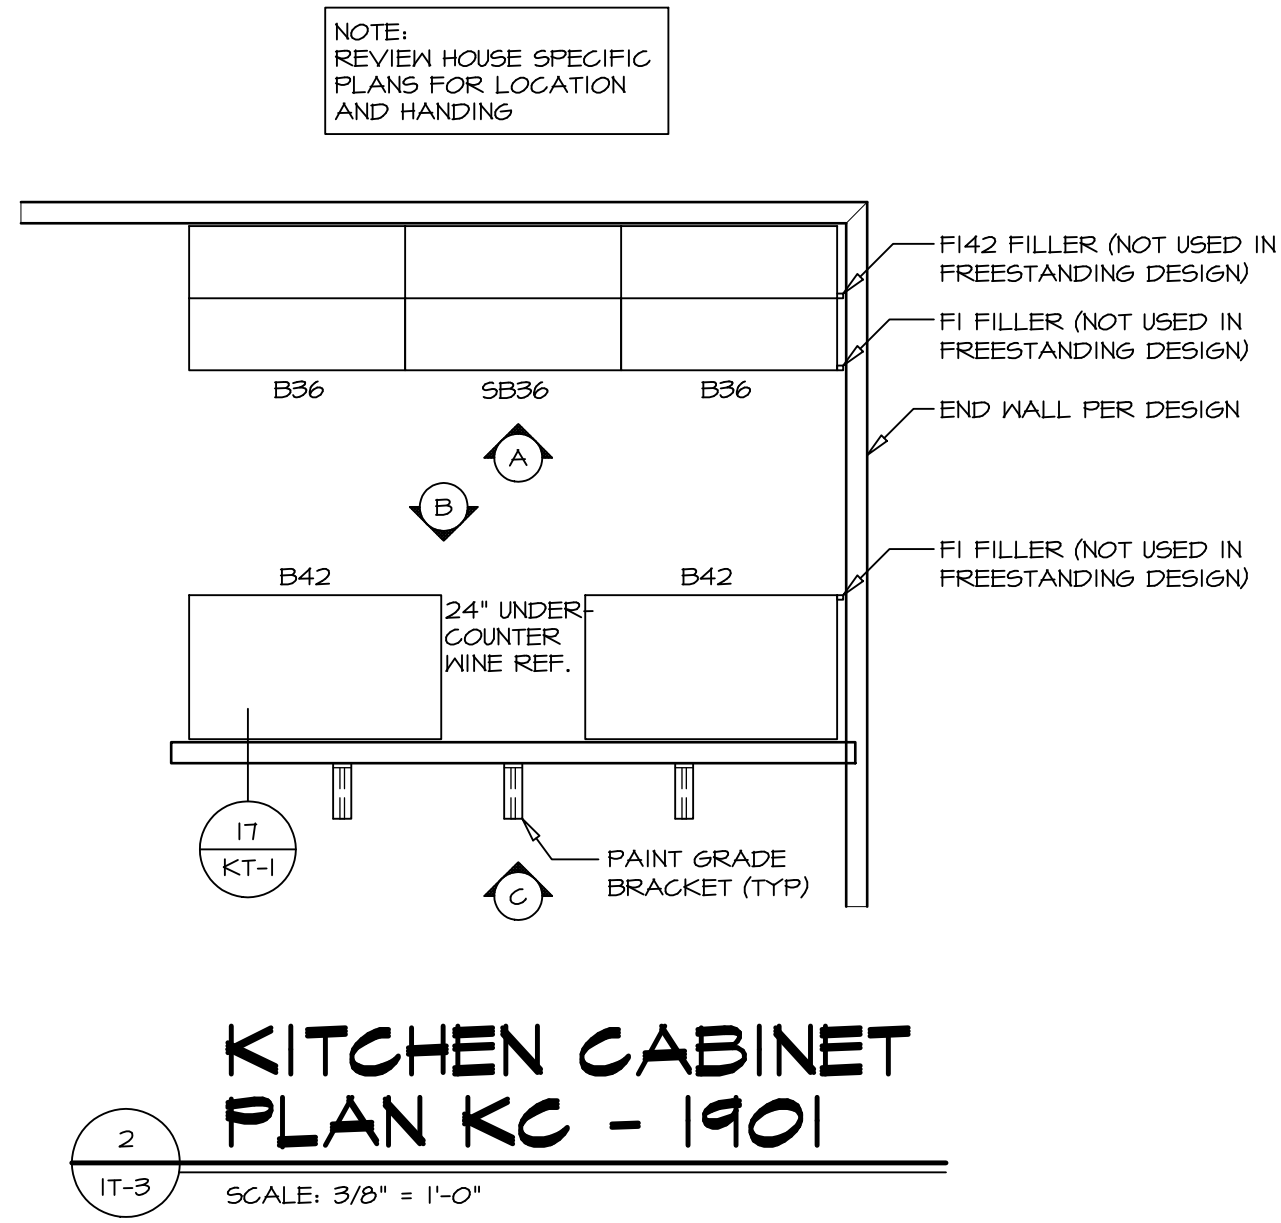 NOTE:
REVIEW HOUSE SPECIFIC
PLANS FOR LOCATION
AND HANDING
F142 FILLER (NOT USED IN
FREESTANDING DESIGN)
F1 FILLER (NOT USED IN
FREESTANDING DESIGN)
B36
SB36
B36
END WALL PER DESIGN
A
B
F1 FILLER (NOT USED IN
FREESTANDING DESIGN)
B42
B42
24" UNDER-
COUNTER
WINE REF.
17
KT-1
PAINT GRADE
BRACKET (TYP)
C
KITCHEN CABINET
PLAN KC - 1901
2
IT-3
SCALE: 3/8" = 1'-0"